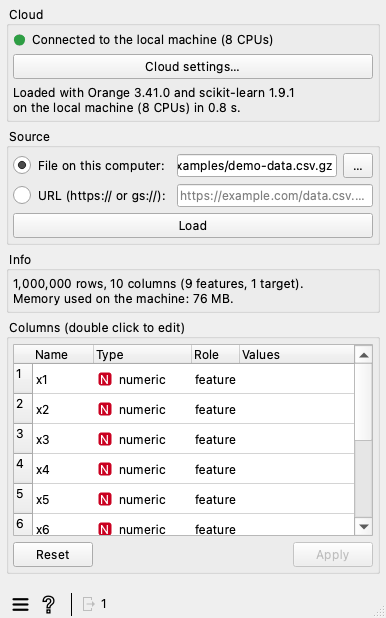 Cloud
Connected to the local machine (8 CPUs)
Cloud settings...
Loaded with Orange 3.41.0 and scikit-learn 1.9.1
on the local machine (8 CPUs) in 0.8 s.
Source
File on this computer: xamples/demo-data.csv.gz ...
URL (https:// or gs://): https://example.com/data.csv....
Load
Info
1,000,000 rows, 10 columns (9 features, 1 target).
Memory used on the machine: 76 MB.
Columns (double click to edit)
Name Type Role Values
1 x1 N numeric feature
2 x2 N numeric feature
3 x3 N numeric feature
4 x4 N numeric feature
5 x5 N numeric feature
6 x6 N numeric feature
Reset Apply
? 1